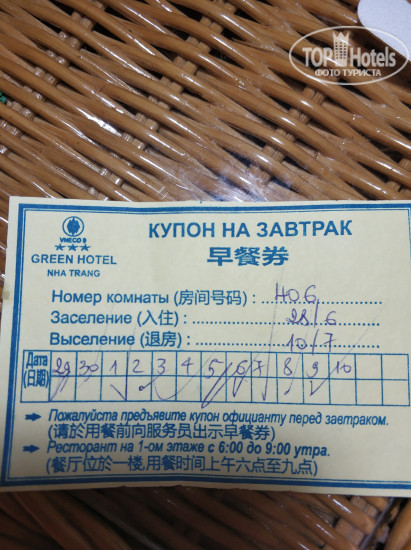 TOPHotels
ФОТО ТУРИСТА
VNECO 9
★★★
GREEN HOTEL
NHA TRANG
КУПОН НА ЗАВТРАК
早餐券
Номер комнаты (房间号码) : 406
Заселение (入住) : 28/6
Выселение (退房) : 10/7
Дата (日期) 29 30 1 2 3 4 5 6 7 8 9 10
➡ Пожалуйста предъявите купон официанту перед завтраком.
(请於用餐前向服务员出示早餐券)
➡ Ресторан на 1-ом этаже с 6:00 до 9:00 утра.
(餐厅位於一楼,用餐时间上午六点至九点)